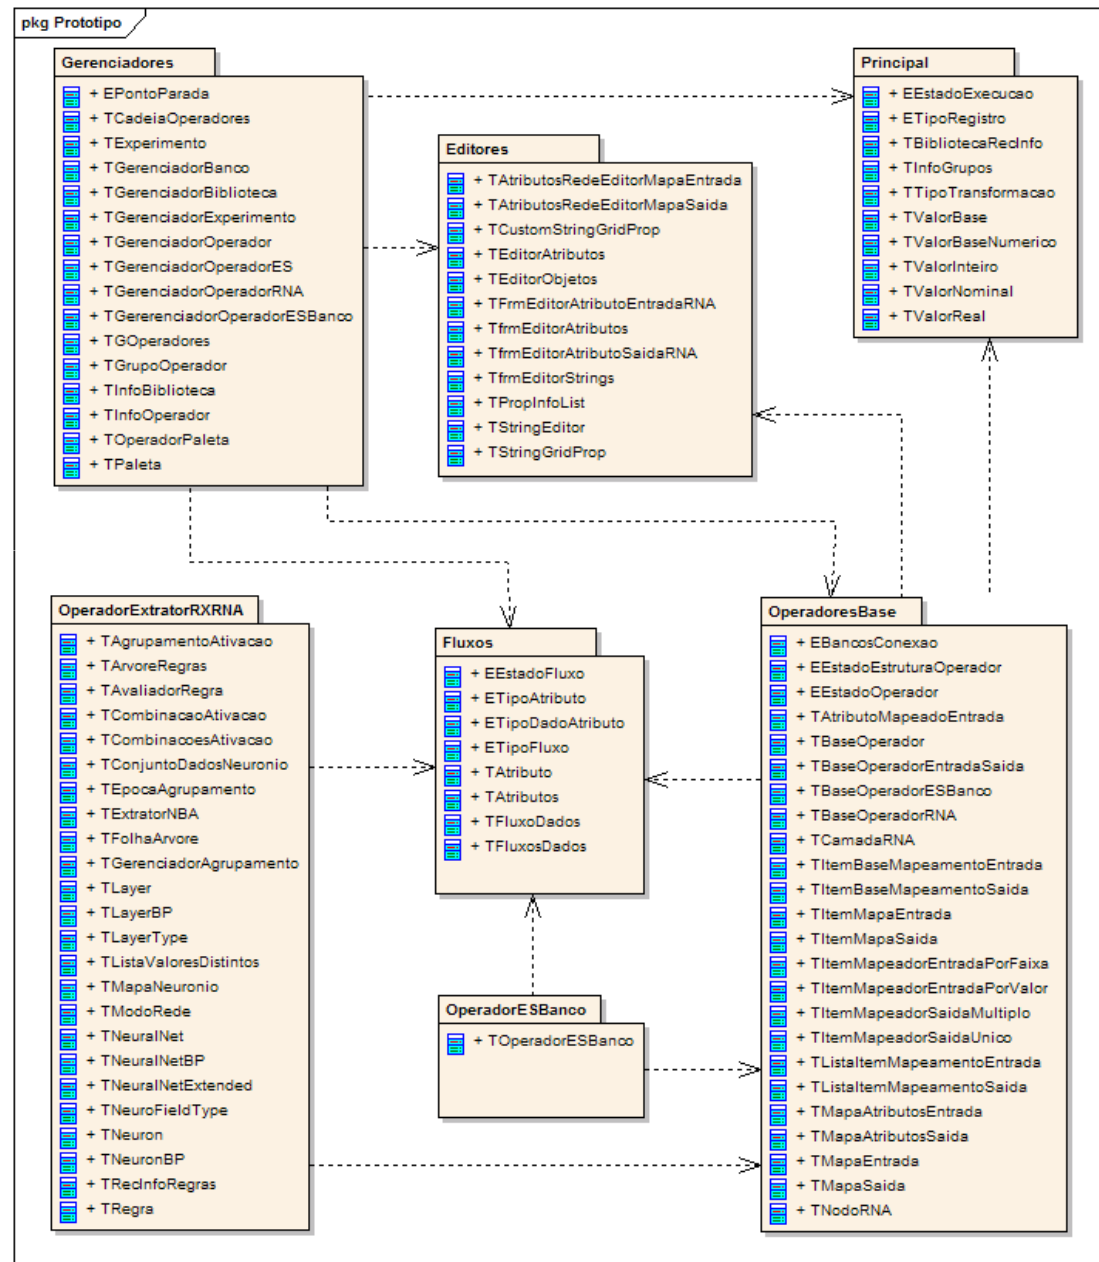 pkg Prototipo
Gerenciadores
+ EPontoParada
+ TCadeiaOperadores
+ TExperimento
+ TGerenciadorBanco
+ TGerenciadorBiblioteca
+ TGerenciadorExperimento
+ TGerenciadorOperador
+ TGerenciadorOperadorES
+ TGerenciadorOperadorRNA
+ TGererenciadorOperadorESBanco
+ TGOperadores
+ TGrupoOperador
+ TInfoBiblioteca
+ TInfoOperador
+ TOperadorPaleta
+ TPaleta
Editores
+ TAtributosRedeEditorMapaEntrada
+ TAtributosRedeEditorMapaSaida
+ TCustomStringGridProp
+ TEditorAtributos
+ TEditorObjetos
+ TFrmEditorAtributoEntradaRNA
+ TfrmEditorAtributos
+ TfrmEditorAtributoSaidaRNA
+ TfrmEditorStrings
+ TPropInfoList
+ TStringEditor
+ TStringGridProp
Principal
+ EEstadoExecucao
+ ETipoRegistro
+ TBibliotecaRecInfo
+ TInfoGrupos
+ TTipoTransformacao
+ TValorBase
+ TValorBaseNumerico
+ TValorInteiro
+ TValorNominal
+ TValorReal
OperadorExtratorRXRNA
+ TAgrupamentoAtivacao
+ TArvoreRegras
+ TAvaliadorRegra
+ TCombinacaoAtivacao
+ TCombinacoesAtivacao
+ TConjuntoDadosNeuronio
+ TEpocaAgrupamento
+ TExtratorNBA
+ TFolhaArvore
+ TGerenciadorAgrupamento
+ TLayer
+ TLayerBP
+ TLayerType
+ TListaValoresDistintos
+ TMapaNeuronio
+ TModoRede
+ TNeuralNet
+ TNeuralNetBP
+ TNeuralNetExtended
+ TNeuroFieldType
+ TNeuron
+ TNeuronBP
+ TRecInfoRegras
+ TRegra
Fluxos
+ EEstadoFluxo
+ ETipoAtributo
+ ETipoDadoAtributo
+ ETipoFluxo
+ TAtributo
+ TAtributos
+ TFluxoDados
+ TFluxosDados
OperadorESBanco
+ TOperadorESBanco
OperadoresBase
+ EBancosConexao
+ EEstadoEstruturaOperador
+ EEstadoOperador
+ TAtributoMapeadoEntrada
+ TBaseOperador
+ TBaseOperadorEntradaSaida
+ TBaseOperadorESBanco
+ TBaseOperadorRNA
+ TCamadaRNA
+ TItemBaseMapeamentoEntrada
+ TItemBaseMapeamentoSaida
+ TItemMapaEntrada
+ TItemMapaSaida
+ TItemMapeadorEntradaPorFaixa
+ TItemMapeadorEntradaPorValor
+ TItemMapeadorSaidaMultiplo
+ TItemMapeadorSaidaUnico
+ TListaItemMapeamentoEntrada
+ TListaItemMapeamentoSaida
+ TMapaAtributosEntrada
+ TMapaAtributosSaida
+ TMapaEntrada
+ TMapaSaida
+ TNodoRNA